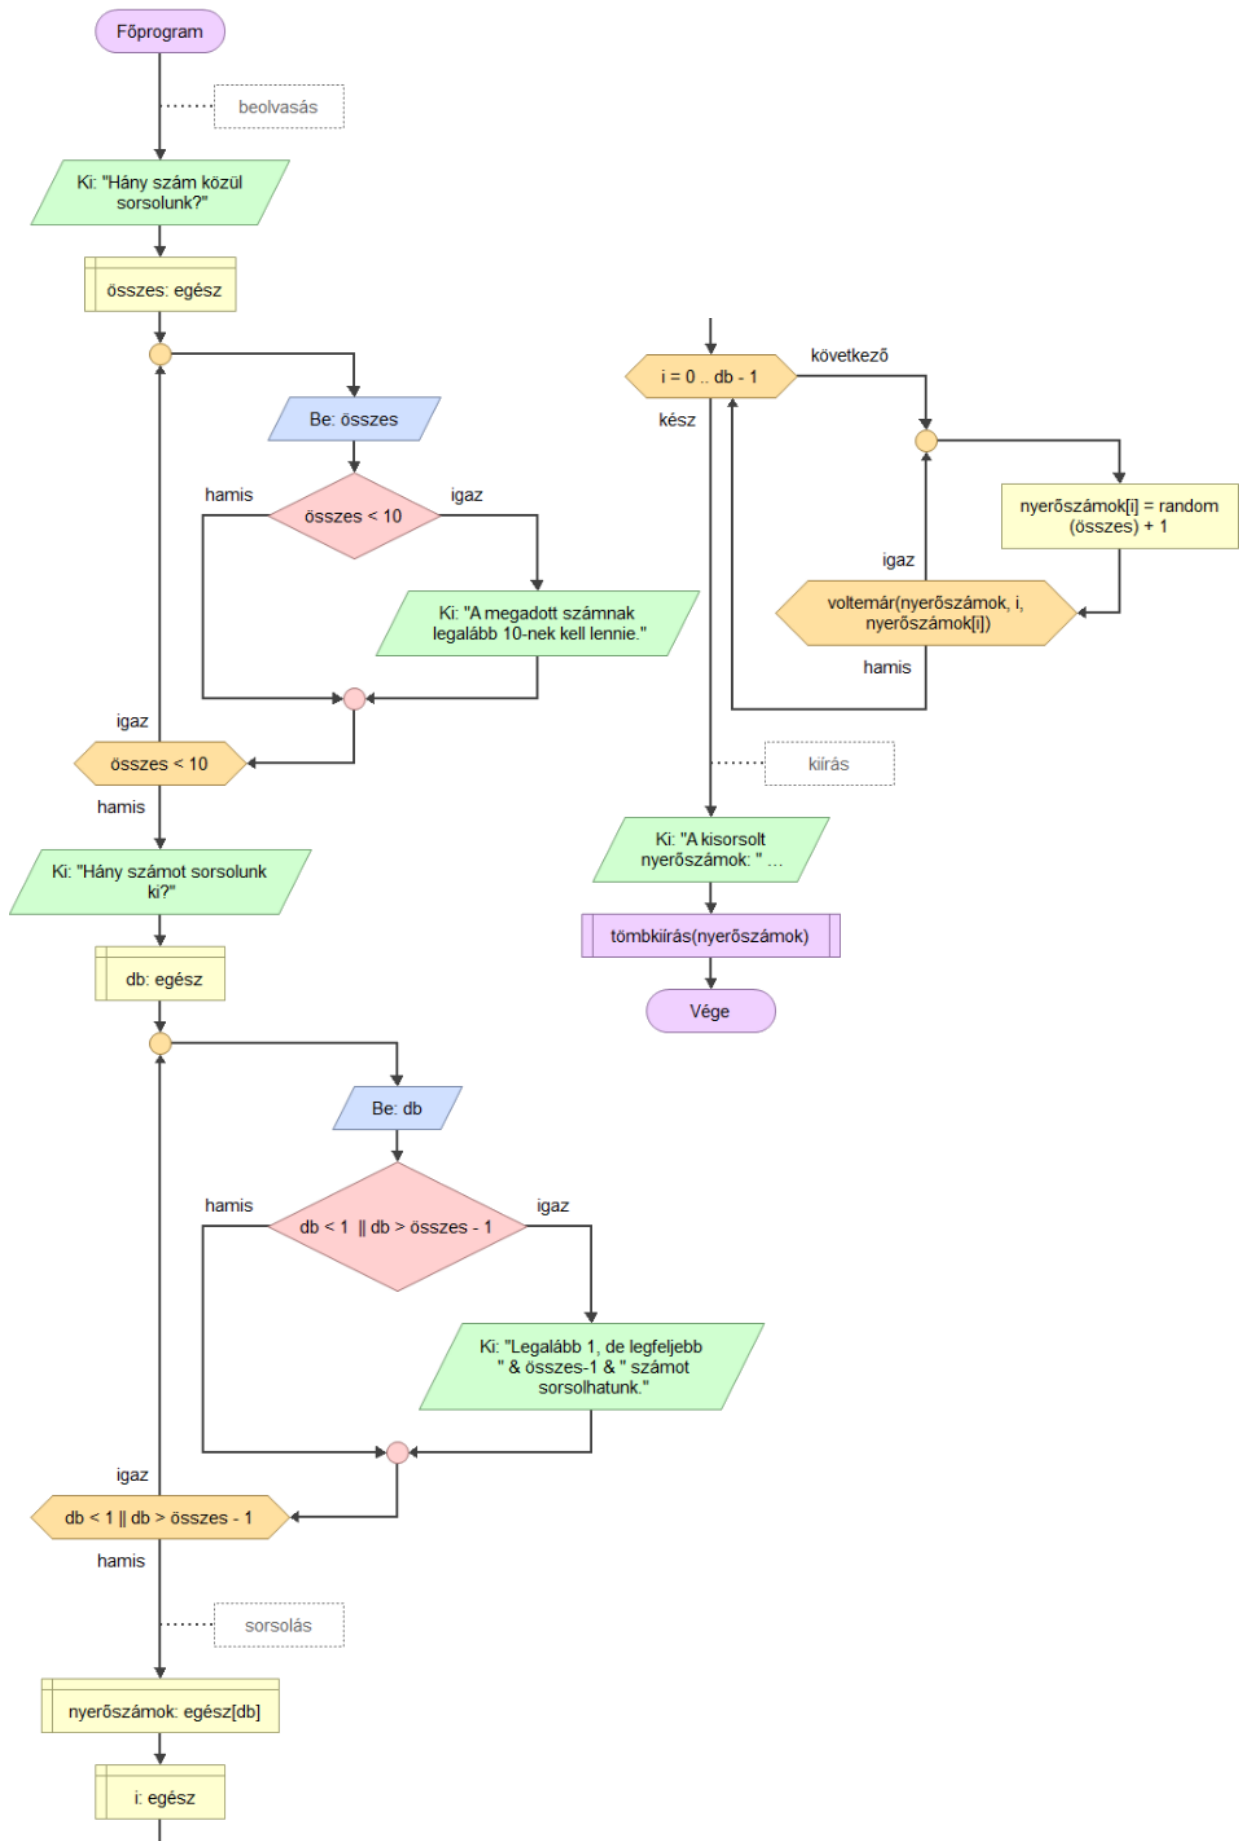 Főprogram
beolvasás
Ki: "Hány szám közül
sorsolunk?"
összes: egész
Be: összes
hamis
igaz
összes < 10
Ki: "A megadott számnak
legalább 10-nek kell lennie."
igaz
összes < 10
hamis
Ki: "Hány számot sorsolunk
ki?"
db: egész
Be: db
hamis
igaz
db < 1 || db > összes - 1
Ki: "Legalább 1, de legfeljebb
" & összes-1 & " számot
sorsolhatunk."
igaz
db < 1 || db > összes - 1
hamis
sorsolás
nyerőszámok: egész[db]
i: egész
i = 0 .. db - 1
következő
kész
nyerőszámok[i] = random
(összes) + 1
igaz
voltemár(nyerőszámok, i,
nyerőszámok[i])
hamis
kiírás
Ki: "A kisorsolt
nyerőszámok: " ...
tömbkiírás(nyerőszámok)
Vége